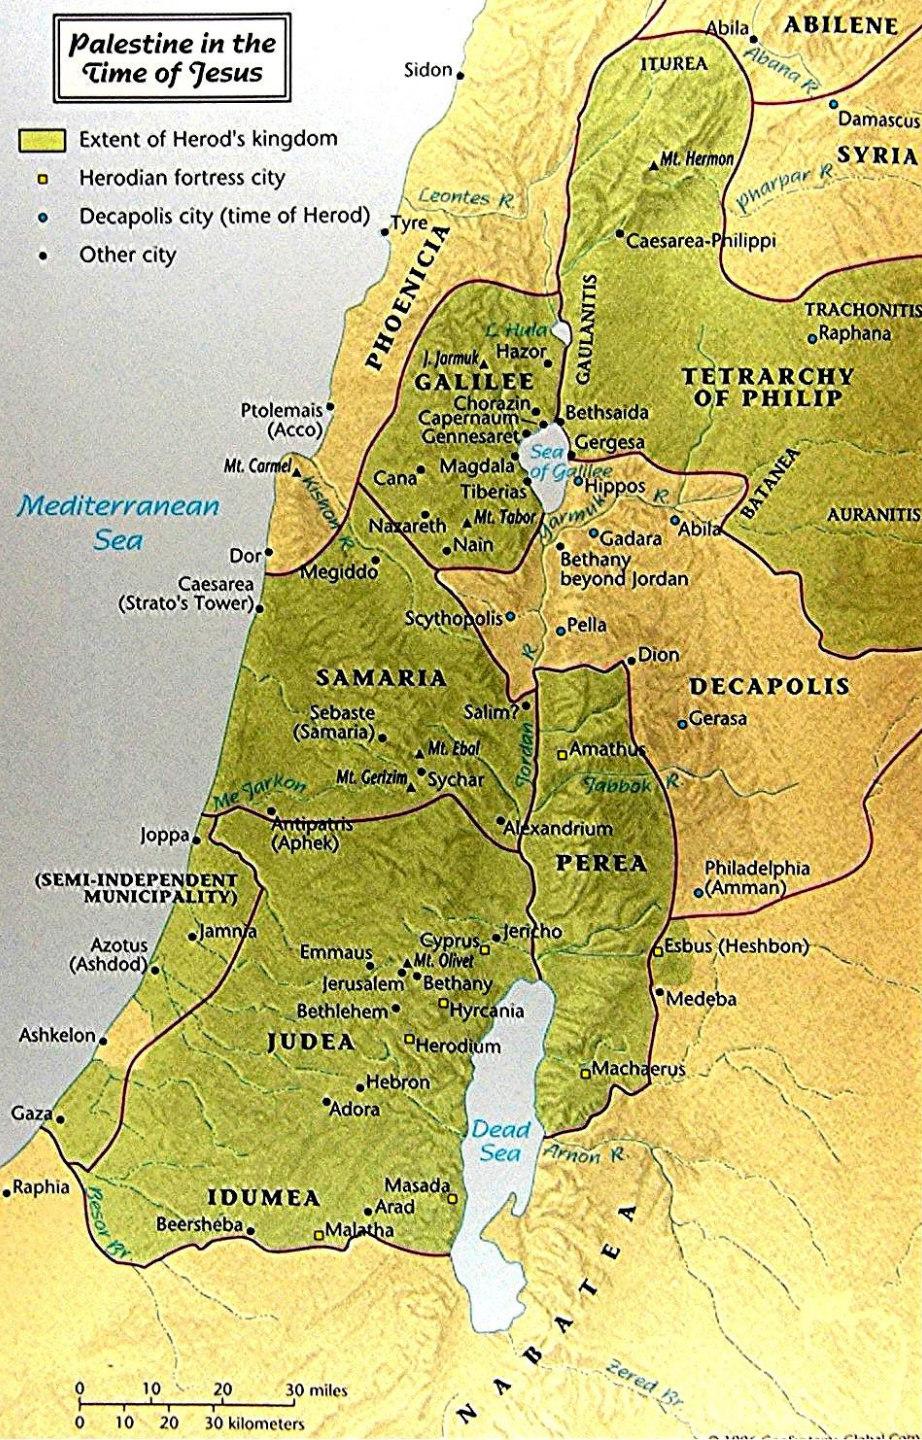 Palestine in the
Time of Jesus
Extent of Herod's kingdom
Herodian fortress city
Decapolis city (time of Herod)
Other city
Abila
ABILENE
Abana R.
ITUREA
Sidon
Damascus
SYRIA
Mt. Hermon
Pharpar R.
Leontes R.
Tyre
Caesarea-Philippi
PHOENICIA
GAULANITIS
TRACHONITIS
Raphana
L. Hula
J. Jarmuk
Hazor
GALILEE
TETRARCHY
OF PHILIP
Chorazin
Capernaum
Gennesaret
Bethsaida
Ptolemais
(Acco)
Gergesa
Sea
of Galilee
Mt. Carmel
Cana
Magdala
Tiberias
Hippos
BATANEA
Kishon R.
Yarmuk R.
Mediterranean
Sea
Nazareth
Mt. Tabor
Abila
AURANITIS
Gadara
Nain
Bethany
beyond Jordan
Dor
Megiddo
Caesarea
(Strato's Tower)
Scythopolis
Pella
Dion
SAMARIA
DECAPOLIS
Sebaste
(Samaria)
Salim?
Gerasa
Jordan R.
Mt. Ebal
Amathus
Mt. Gerizim
Sychar
Jabbok R.
Me Jarkon
Antipatris
(Aphek)
Joppa
Alexandrium
PEREA
(SEMI-INDEPENDENT
MUNICIPALITY)
Philadelphia
(Amman)
Jamnia
Azotus
(Ashdod)
Emmaus
Cyprus
Jericho
Esbus (Heshbon)
Mt. Olivet
Jerusalem
Bethany
Medeba
Bethlehem
Hyrcania
Ashkelon
JUDEA
Herodium
Machaerus
Hebron
Adora
Gaza
Dead
Sea
Arnon R.
Raphia
Masada
IDUMEA
Arad
Besor Br.
Beersheba
Malatha
NABATEA
Zered Br.
0 10 20 30 miles
0 10 20 30 kilometers